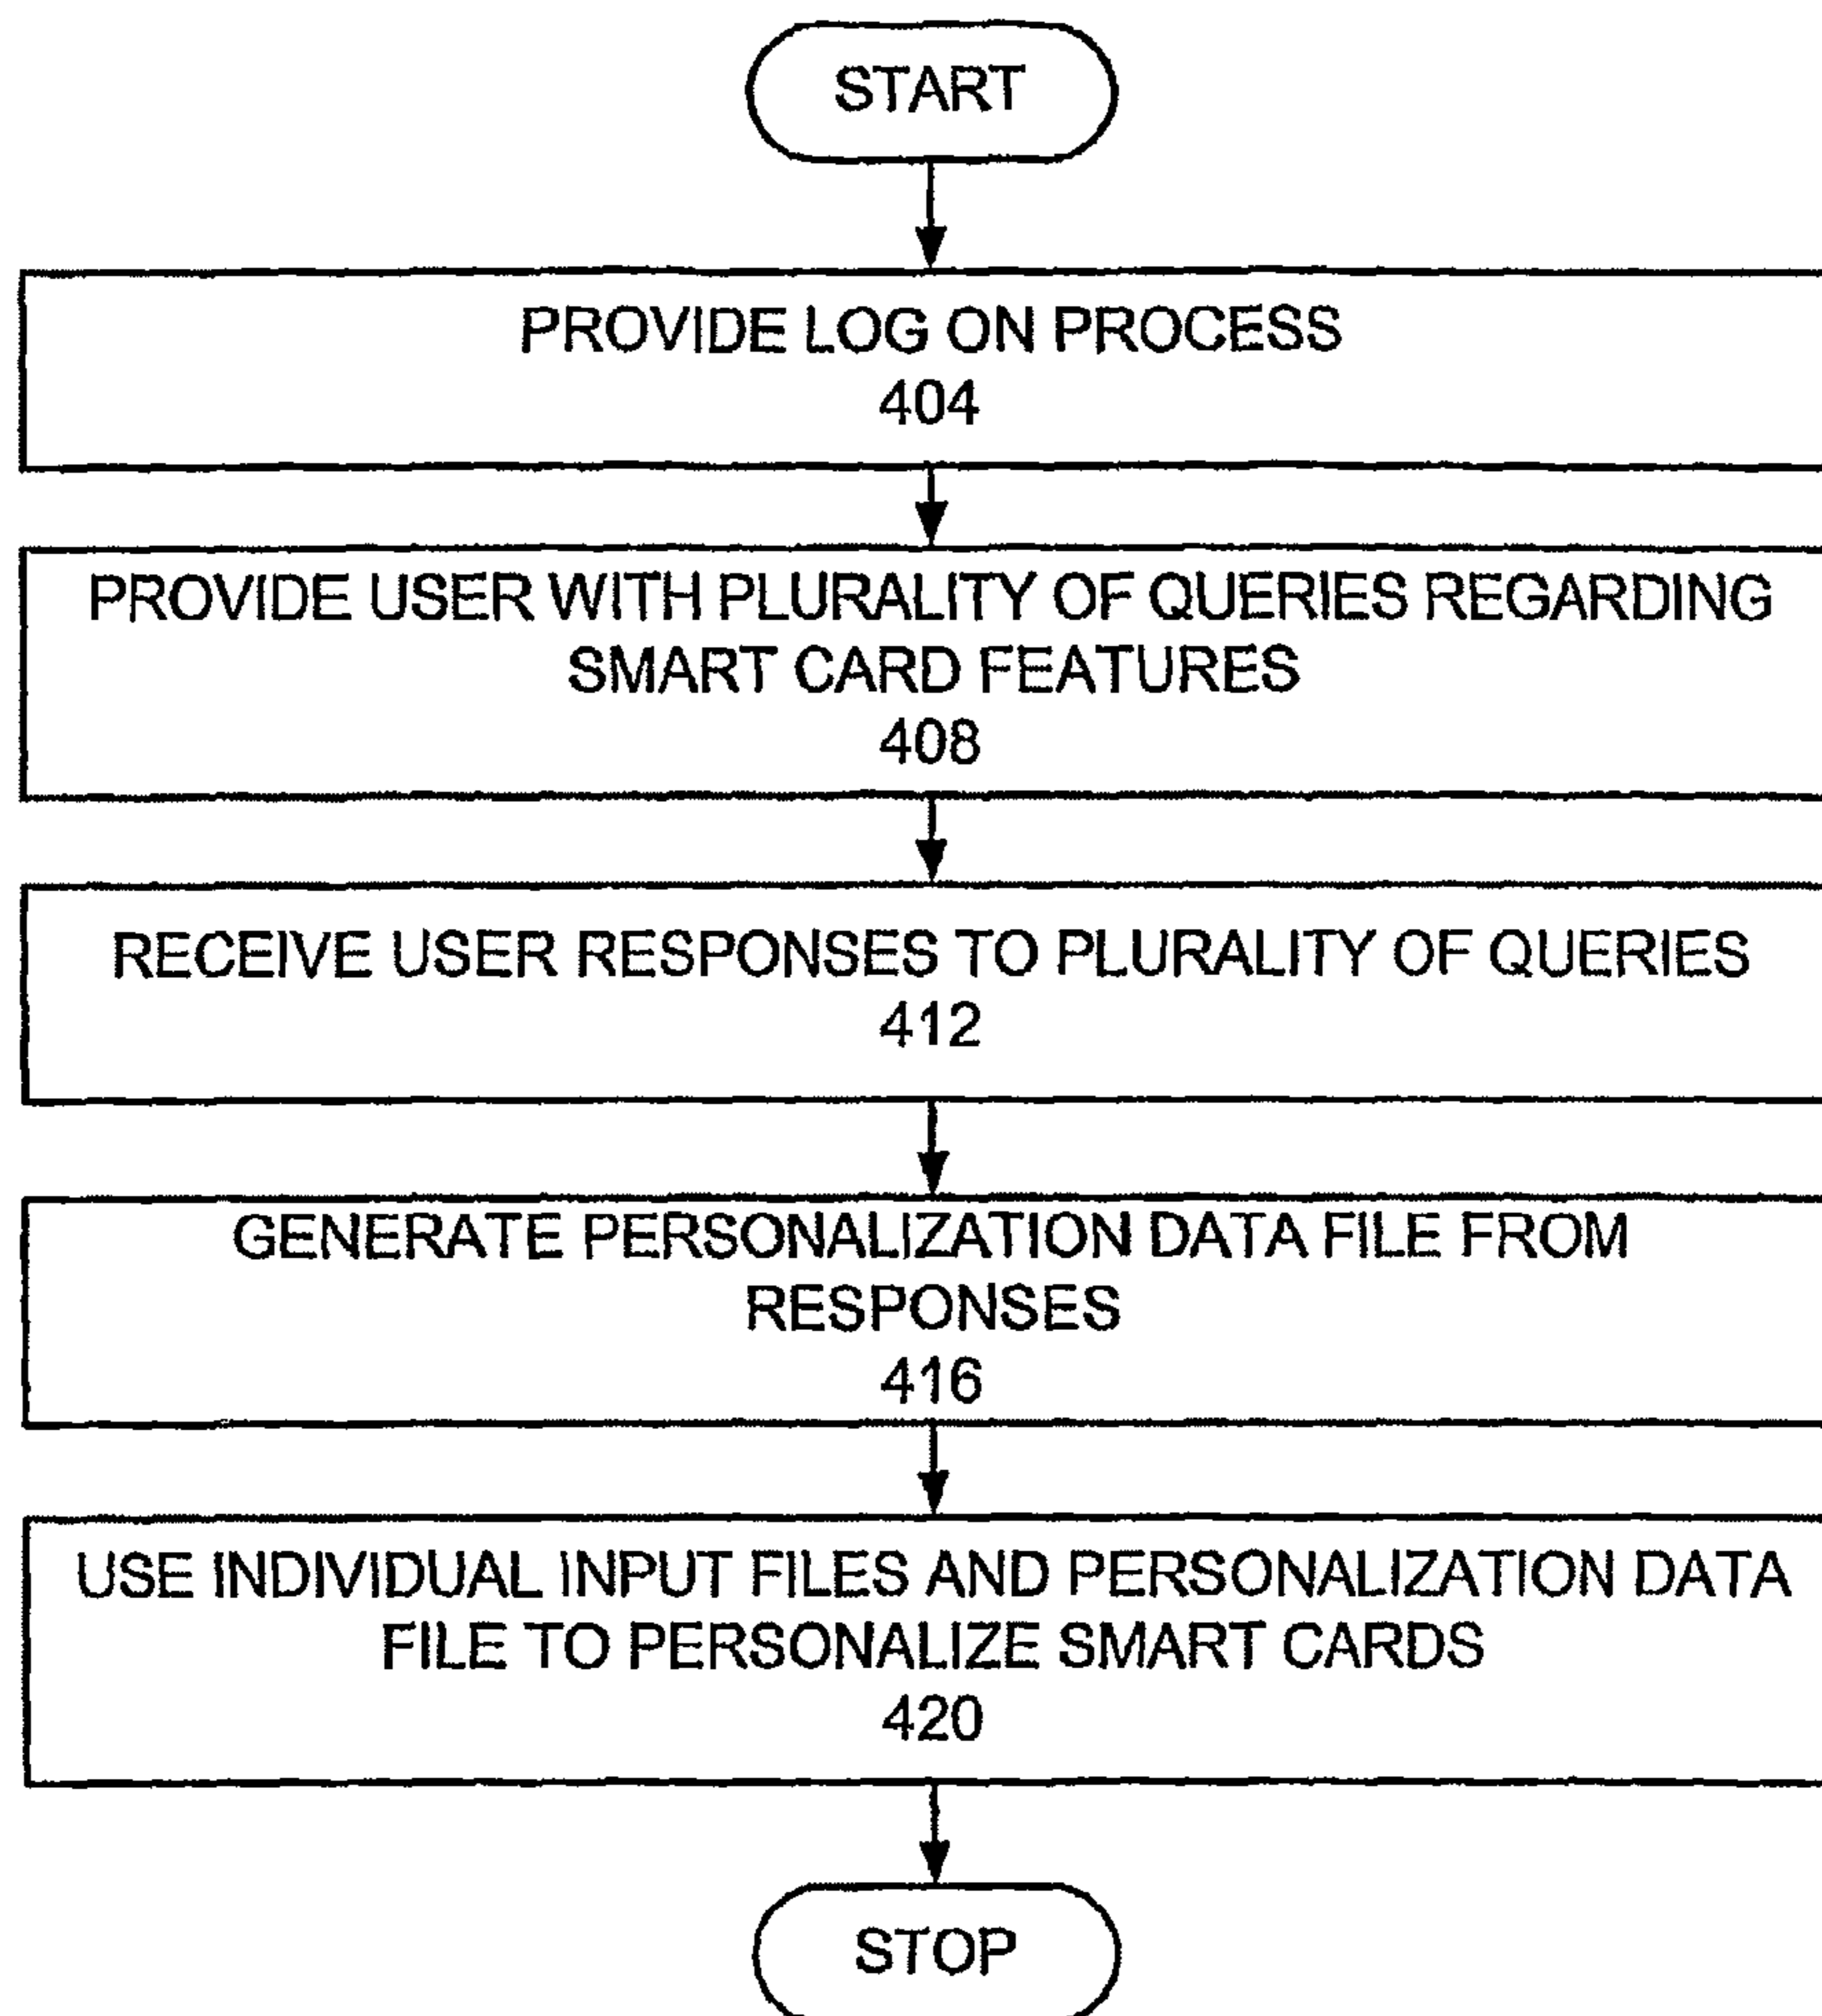 START
PROVIDE LOG ON PROCESS
404
PROVIDE USER WITH PLURALITY OF QUERIES REGARDING
SMART CARD FEATURES
408
RECEIVE USER RESPONSES TO PLURALITY OF QUERIES
412
GENERATE PERSONALIZATION DATA FILE FROM
RESPONSES
416
USE INDIVIDUAL INPUT FILES AND PERSONALIZATION DATA
FILE TO PERSONALIZE SMART CARDS
420
STOP